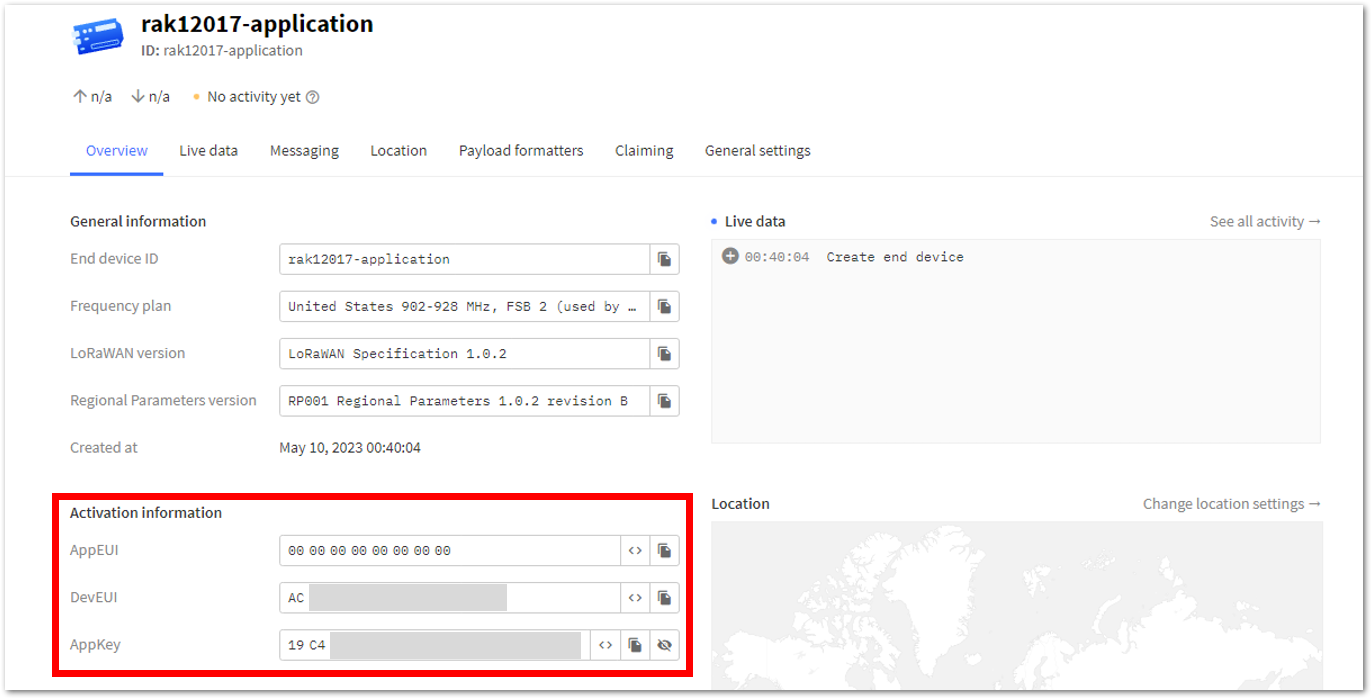 rak12017-application
ID: rak12017-application
n/a n/a No activity yet
Overview Live data Messaging Location Payload formatters Claiming General settings
General information
End device ID rak12017-application
Frequency plan United States 902-928 MHz, FSB 2 (used by …
LoRaWAN version LoRaWAN Specification 1.0.2
Regional Parameters version RP001 Regional Parameters 1.0.2 revision B
Created at May 10, 2023 00:40:04
Live data See all activity →
00:40:04 Create end device
Activation information
AppEUI 00 00 00 00 00 00 00 00
DevEUI AC
AppKey 19 C4
Location Change location settings →